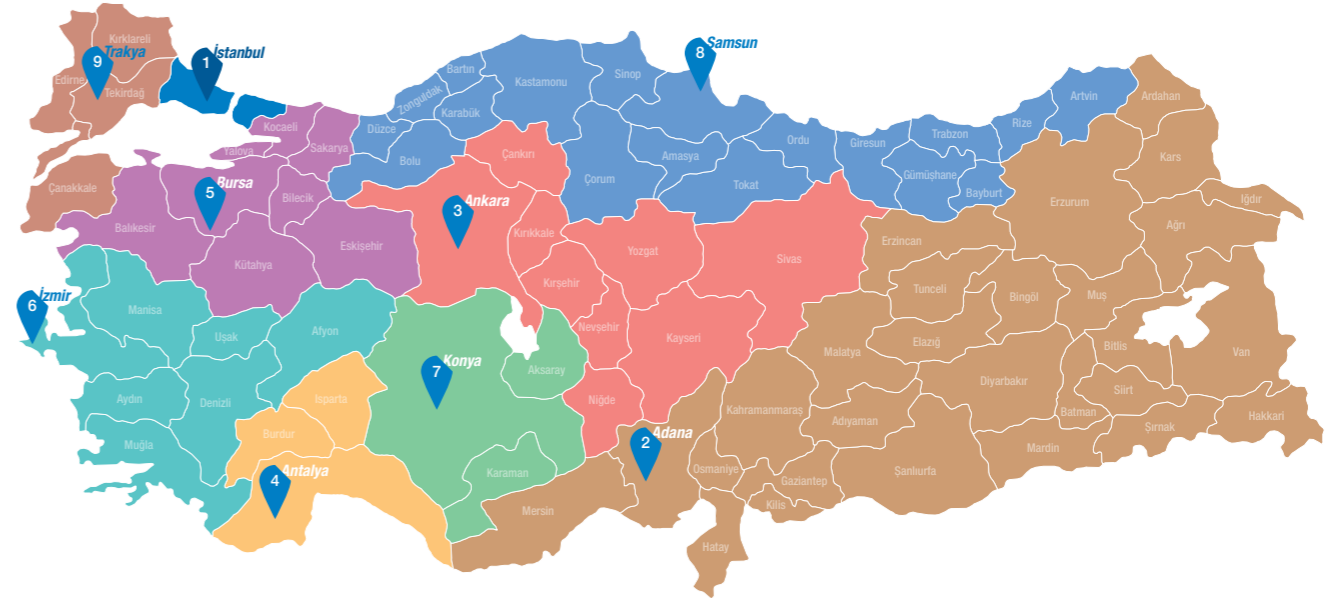 Kırklareli
9
Trakya
Edirne
Tekirdağ
1
İstanbul
Çanakkale
Kocaeli
Yalova
Sakarya
5
Bursa
Bilecik
Balıkesir
Kütahya
Eskişehir
8
Samsun
Bartın
Zonguldak
Karabük
Kastamonu
Sinop
Düzce
Bolu
Çorum
Amasya
Tokat
Ordu
Giresun
Trabzon
Gümüşhane
Bayburt
Rize
Artvin
3
Ankara
Çankırı
Kırıkkale
Kırşehir
Yozgat
Sivas
Nevşehir
Kayseri
Niğde
6
İzmir
Manisa
Uşak
Afyon
Aydın
Denizli
Muğla
Isparta
Burdur
4
Antalya
7
Konya
Aksaray
Karaman
2
Adana
Mersin
Osmaniye
Hatay
Kahramanmaraş
Gaziantep
Kilis
Adıyaman
Şanlıurfa
Malatya
Elazığ
Tunceli
Erzincan
Bingöl
Erzurum
Ardahan
Kars
Iğdır
Ağrı
Muş
Bitlis
Van
Diyarbakır
Batman
Siirt
Mardin
Şırnak
Hakkari